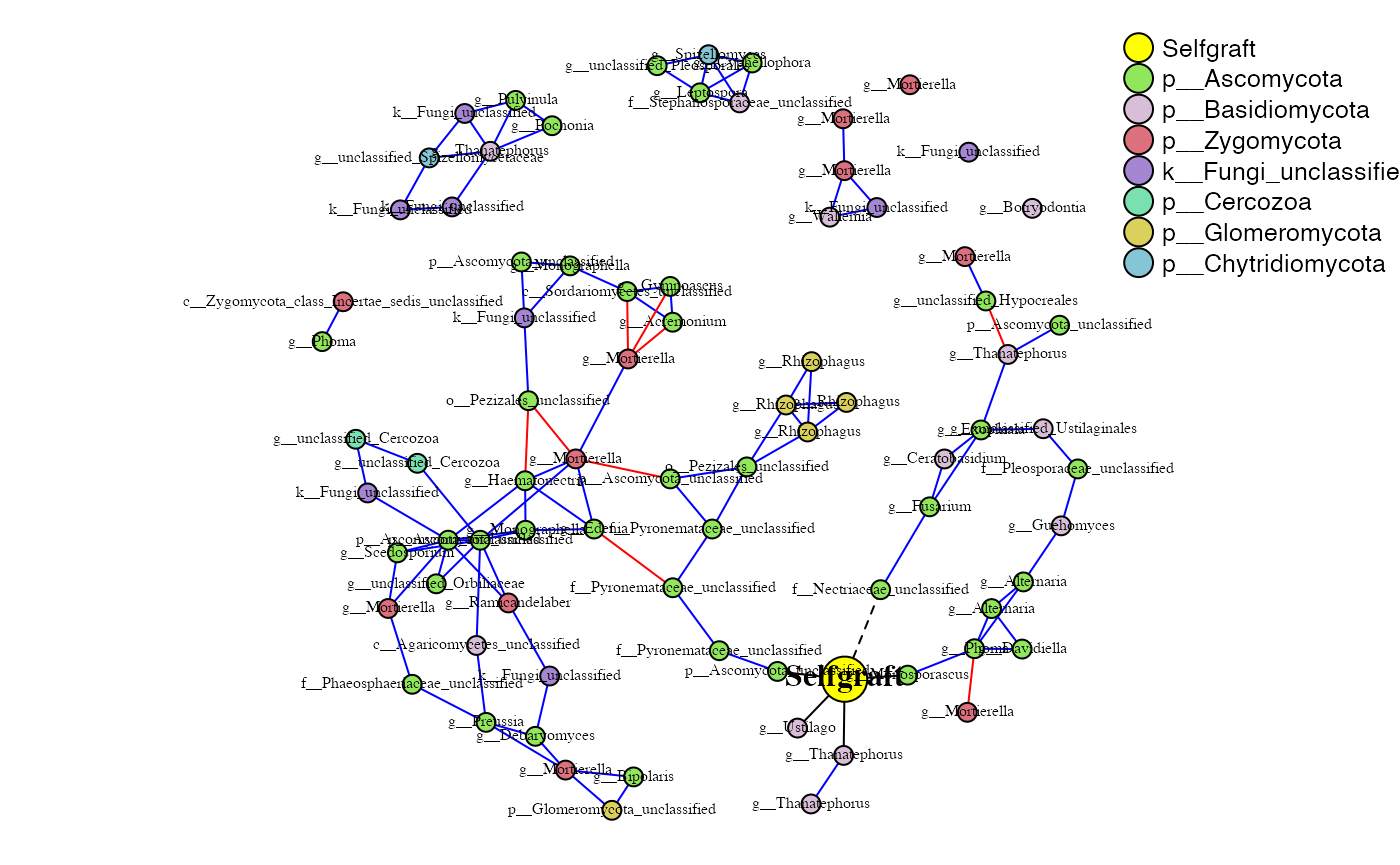 Selfgraft
p__Ascomycota
p__Basidiomycota
p__Zygomycota
k__Fungi_unclassifie
p__Cercozoa
p__Glomeromycota
p__Chytridiomycota
g__Spizellomyces
g__unclassified_Pleosporales
g__Cyphellophora
g__Leptospora
f__Stephanosporaceae_unclassified
g__Mortierella
g__Pulvinula
k__Fungi_unclassified
g__Pochonia
g__Mortierella
g__Thanatephorus
g__unclassified_Spizellomycetaceae
k__Fungi_unclassified
g__Mortierella
k__Fungi_unclassified
k__Fungi_unclassified
k__Fungi_unclassified
g__Wallemia
g__Botryodontia
g__Mortierella
p__Ascomycota_unclassified
g__Monographella
c__Sordariomycetes_unclassified
g__Gymnoascus
c__Zygomycota_class_Incertae_sedis_unclassified
g__unclassified_Hypocreales
k__Fungi_unclassified
g__Acremonium
p__Ascomycota_unclassified
g__Phoma
g__Mortierella
g__Thanatephorus
g__Rhizophagus
o__Pezizales_unclassified
g__Rhizophagus
g__Rhizophagus
g__Rhizophagus
g__unclassified_Ustilaginales
g__unclassified_Cercozoa
g__unclassified_Cercozoa
g__Mortierella
g__Ceratobasidium
o__Pezizales_unclassified
f__Pleosporaceae_unclassified
g__Haematonectria
p__Ascomycota_unclassified
k__Fungi_unclassified
g__Fusarium
g__Monographella
g__Edenia
f__Pyronemataceae_unclassified
g__Guehomyces
p__Ascomycota_unclassified
p__Ascomycota_unclassified
g__Scedosporium
g__unclassified_Orbiliaceae
f__Pyronemataceae_unclassified
f__Nectriaceae_unclassified
g__Alternaria
g__Mortierella
g__Ramicandelaber
g__Alternaria
c__Agaricomycetes_unclassified
f__Pyronemataceae_unclassified
g__Phoma
g__Davidiella
k__Fungi_unclassified
p__Ascomycota_unclassified
Selfgraft
g__Monosporascus
f__Phaeosphaeriaceae_unclassified
g__Mortierella
g__Preussia
g__Ustilago
g__Debaryomyces
g__Thanatephorus
g__Mortierella
g__Bipolaris
g__Thanatephorus
p__Glomeromycota_unclassified